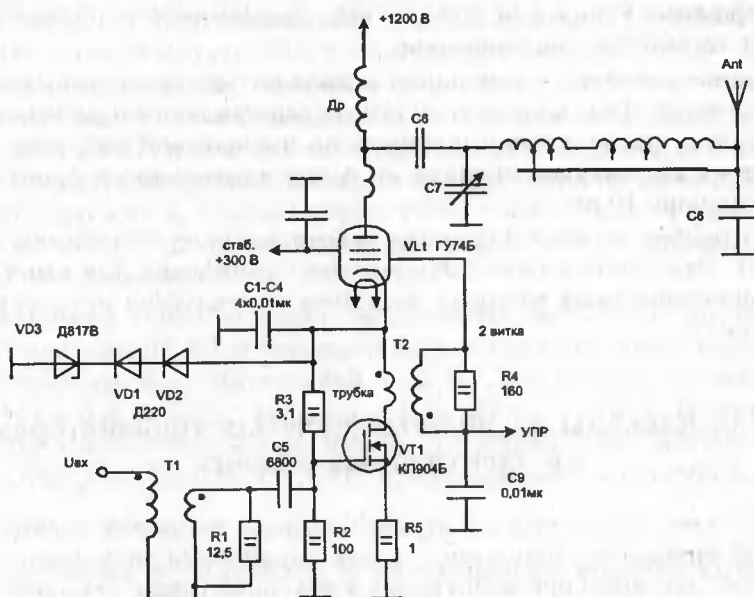 +1200 В
Ant
Др
С6
С7
С6
стаб.
+300 В
VL1 ГУ74Б
С1-С4
4х0,01мк
VD3
Д817В
VD1
VD2
Д220
Т2
2 витка
трубка
R3
3,1
R4
160
УПР
VT1
КП904Б
С5
6800
Uвх
Т1
С9
0,01мк
R1
12,5
R2
100
R5
1